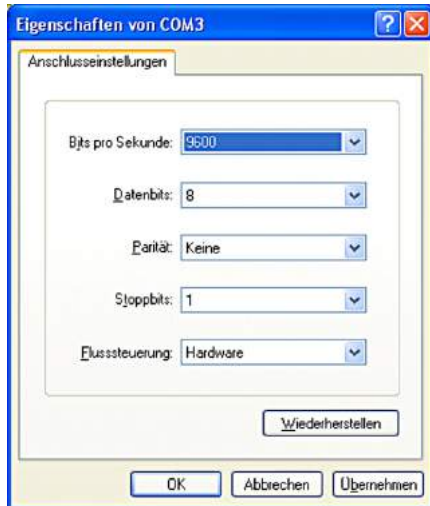 Eigenschaften von COM3
Anschlusseinstellungen
Bits pro Sekunde: 9600
Datenbits: 8
Parität: Keine
Stoppbits: 1
Flusssteuerung: Hardware
Wiederherstellen
OK Abbrechen Übernehmen